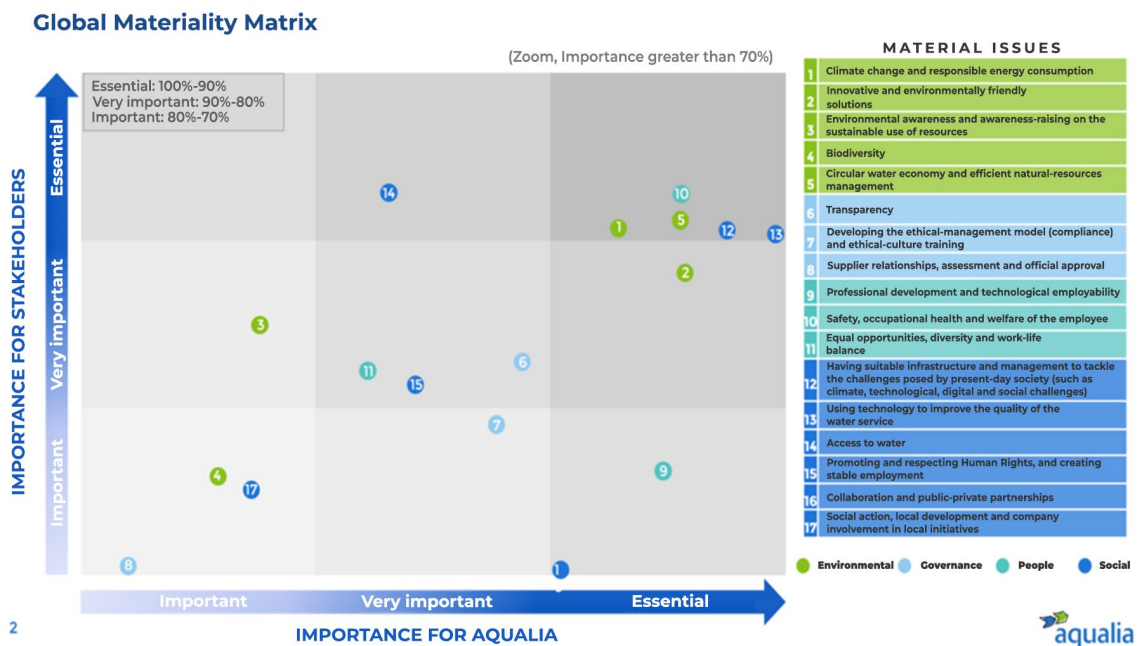 Global Materiality Matrix
(Zoom, Importance greater than 70%)
Essential: 100%-90%
Very important: 90%-80%
Important: 80%-70%
IMPORTANCE FOR STAKEHOLDERS
Essential
Very important
Important
14
10
1
5
12
13
2
3
6
11
15
7
4
17
9
8
1
Important
Very important
Essential
IMPORTANCE FOR AQUALIA
MATERIAL ISSUES
1 Climate change and responsible energy consumption
2 Innovative and environmentally friendly
solutions
3 Environmental awareness and awareness-raising on the
sustainable use of resources
4 Biodiversity
5 Circular water economy and efficient natural-resources
management
6 Transparency
7 Developing the ethical-management model (compliance)
and ethical-culture training
8 Supplier relationships, assessment and official approval
9 Professional development and technological employability
10 Safety, occupational health and welfare of the employee
11 Equal opportunities, diversity and work-life
balance
12 Having suitable infrastructure and management to tackle
the challenges posed by present-day society (such as
climate, technological, digital and social challenges)
13 Using technology to improve the quality of the
water service
14 Access to water
15 Promoting and respecting Human Rights, and creating
stable employment
16 Collaboration and public-private partnerships
17 Social action, local development and company
involvement in local initiatives
Environmental Governance People Social
2
aqualia